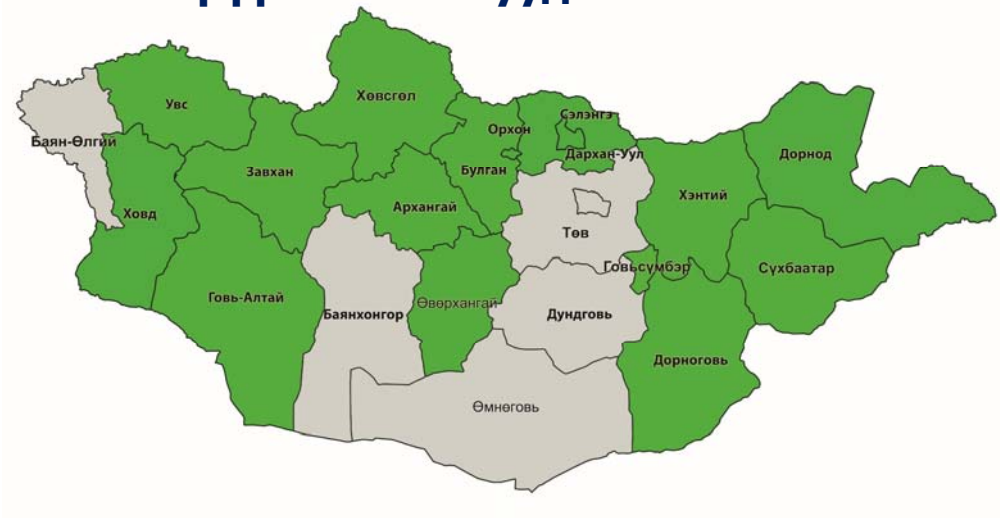 Увс
Хөвсгөл
Баян-Өлгий
Ховд
Завхан
Архангай
Булган
Орхон
Сэлэнгэ
Дархан-Уул
Төв
Хэнтий
Дорнод
Сүхбаатар
Говьсүмбэр
Говь-Алтай
Баянхонгор
Өвөрхангай
Дундговь
Дорноговь
Өмнөговь